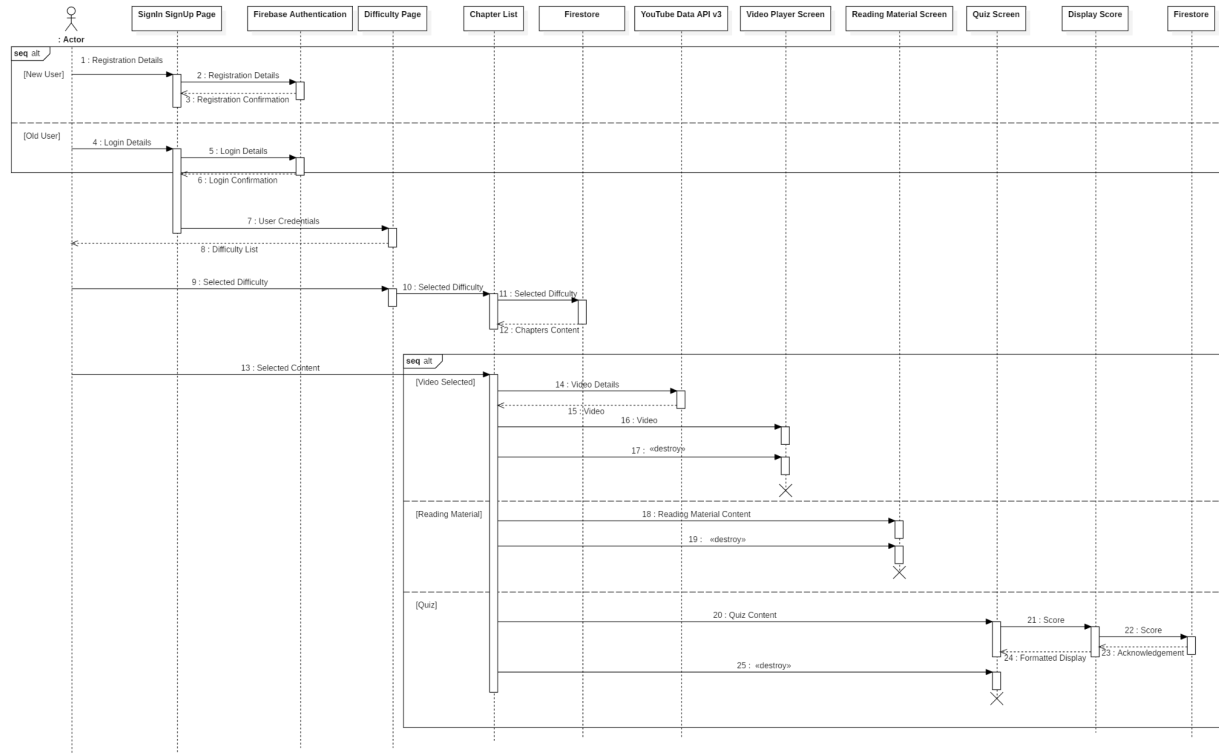 SignIn SignUp Page
Firebase Authentication
Difficulty Page
Chapter List
Firestore
YouTube Data API v3
Video Player Screen
Reading Material Screen
Quiz Screen
Display Score
Firestore
: Actor
seq alt
1 : Registration Details
[New User]
2 : Registration Details
3 : Registration Confirmation
[Old User]
4 : Login Details
5 : Login Details
6 : Login Confirmation
7 : User Credentials
8 : Difficulty List
9 : Selected Difficulty
10 : Selected Difficulty
11 : Selected Diffculty
12 : Chapters Content
seq alt
13 : Selected Content
[Video Selected]
14 : Video Details
15 : Video
16 : Video
17 : «destroy»
[Reading Material]
18 : Reading Material Content
19 : «destroy»
[Quiz]
20 : Quiz Content
21 : Score
22 : Score
23 : Acknowledgement
24 : Formatted Display
25 : «destroy»